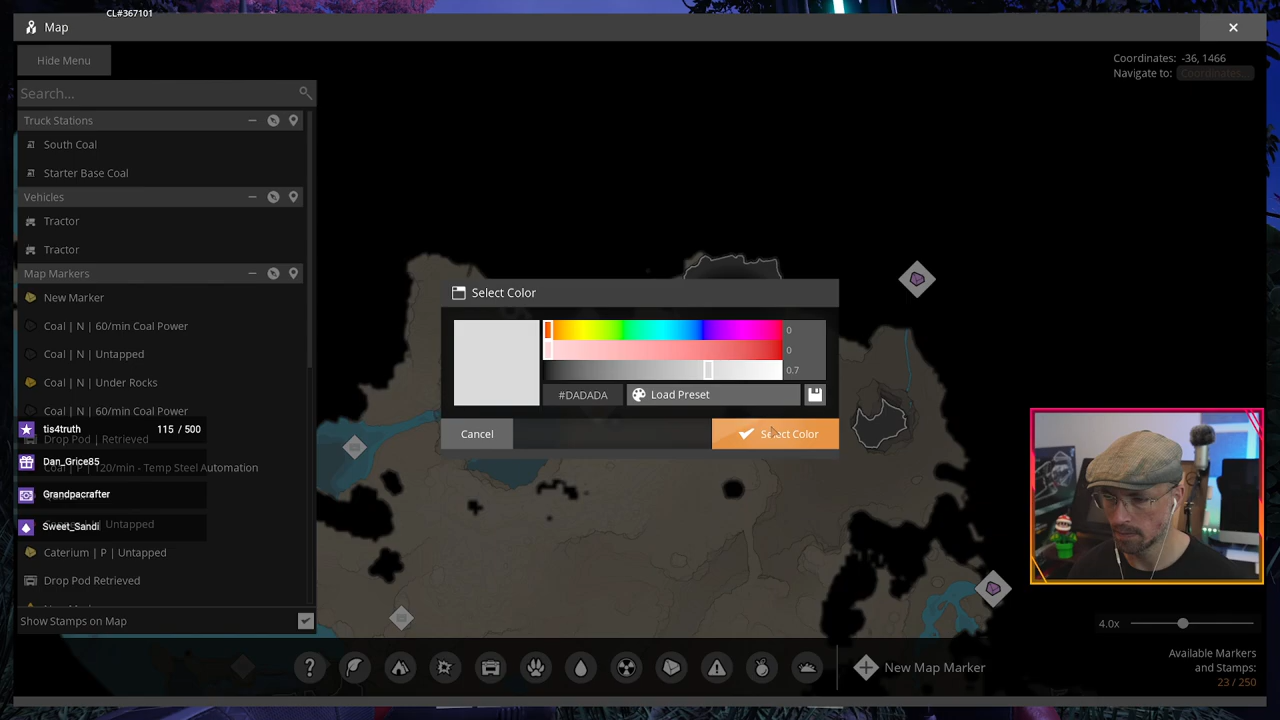 CL#367101
Map
Hide Menu
Coordinates: -36, 1466
Navigate to: Coordinates...
Search...
Truck Stations
South Coal
Starter Base Coal
Vehicles
Tractor
Tractor
Map Markers
New Marker
Coal | N | 60/min Coal Power
Coal | N | Untapped
Coal | N | Under Rocks
Coal | N | 60/min Coal Power
tis4truth 115 / 500
Drop Pod | Retrieved
Dan_Grice85
120/min - Temp Steel Automation
Grandpacrafter
Sweet_Sandi
Untapped
Caterium | P | Untapped
Drop Pod Retrieved
Show Stamps on Map
Select Color
0
0
0.7
#DADADA
Load Preset
Cancel
Select Color
4.0x
New Map Marker
Available Markers
and Stamps:
23 / 250